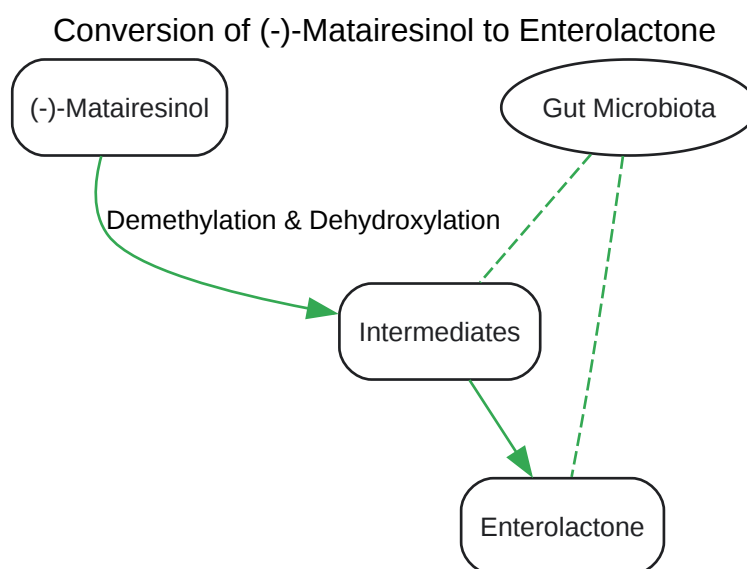 Conversion of (-)-Matairesinol to Enterolactone
(-)-Matairesinol
Gut Microbiota
Demethylation & Dehydroxylation
Intermediates
Enterolactone